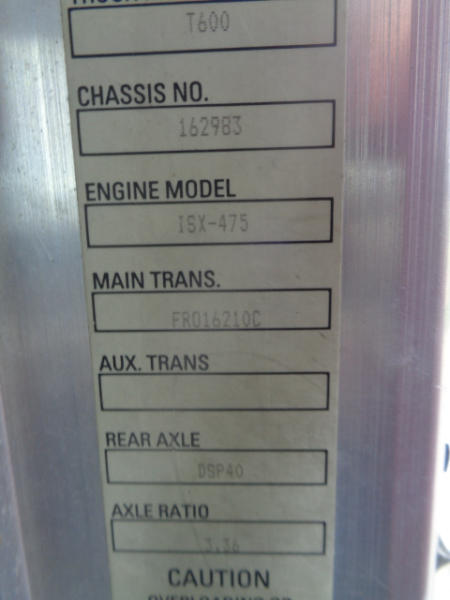 T600
CHASSIS NO.
162983
ENGINE MODEL
ISX-475
MAIN TRANS.
FRO16210C
AUX. TRANS
REAR AXLE
DSP40
AXLE RATIO
3.36
CAUTION